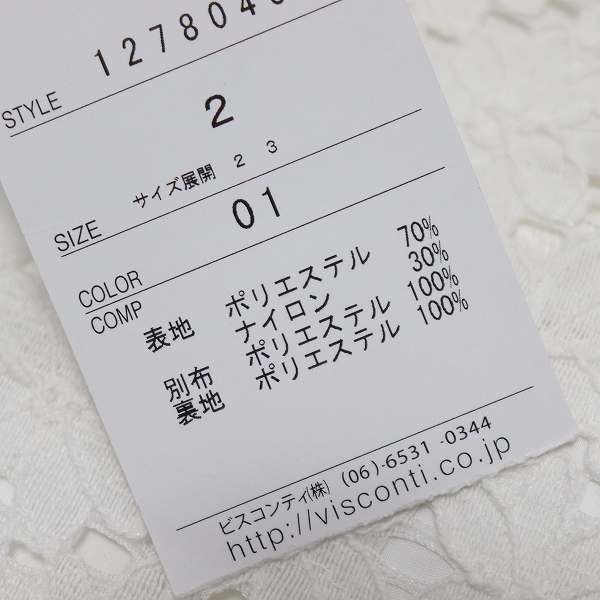 STYLE 1278040
SIZE 2
サイズ展開 2 3
COLOR 01
COMP
表地 ポリエステル 70%
ナイロン 30%
別布 ポリエステル 100%
裏地 ポリエステル 100%
ビスコンティ(株) (06)-6531-0344
http://visconti.co.jp